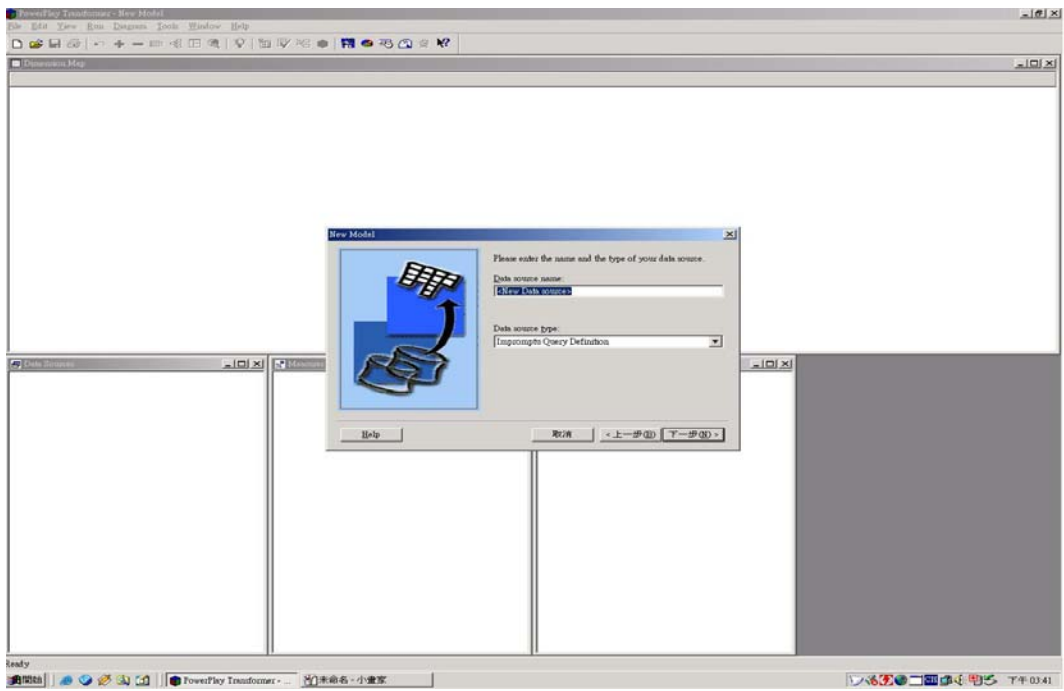 PowerPlay Transformer - New Model
File Edit View Run Diagram Tools Window Help
Dimension Map
New Model
Please enter the name and the type of your data source.
Data source name:
<New Data source>
Data source type:
Impromptu Query Definition
Help
取消
<上一步(B)
下一步(N) >
Data Sources
Measures
Ready
開始
PowerPlay Transformer - ...
未命名 - 小畫家
CH
下午 03:41